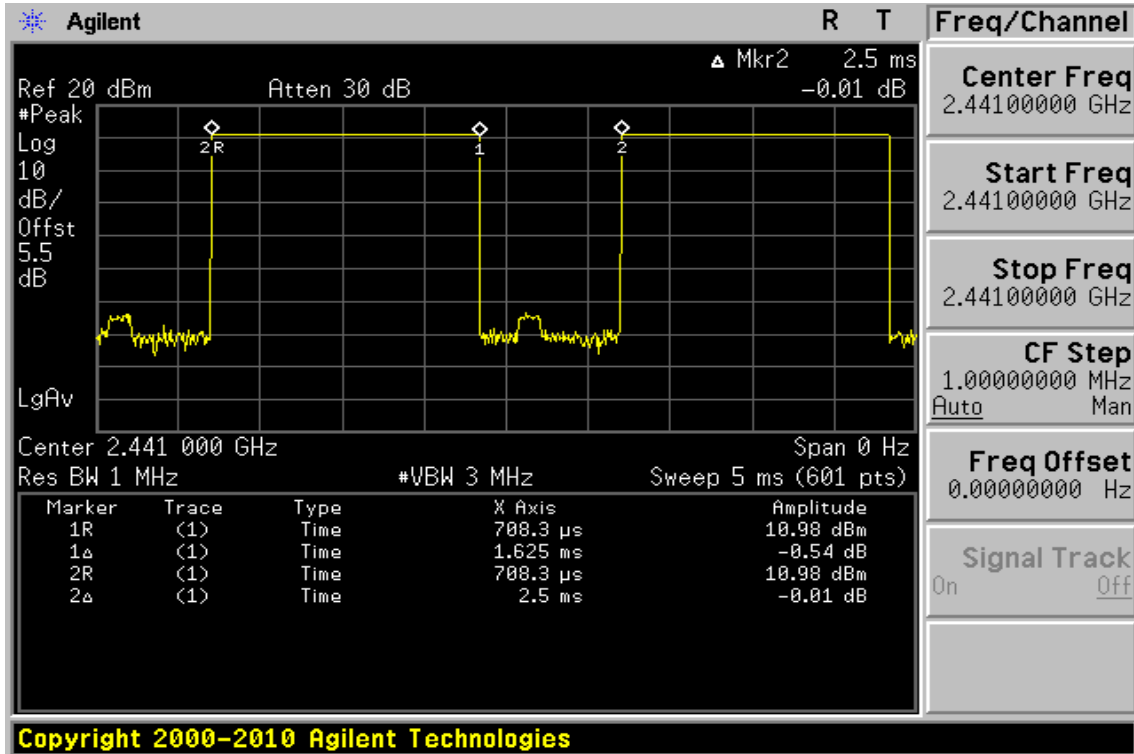 Agilent R T Freq/Channel
▵ Mkr2 2.5 ms
Ref 20 dBm Atten 30 dB −0.01 dB
#Peak
Log
10
dB/
Offst
5.5
dB
LgAv
2R 1 2
Center 2.441 000 GHz Span 0 Hz
Res BW 1 MHz #VBW 3 MHz Sweep 5 ms (601 pts)
Marker Trace Type X Axis Amplitude
1R (1) Time 708.3 µs 10.98 dBm
1▵ (1) Time 1.625 ms −0.54 dB
2R (1) Time 708.3 µs 10.98 dBm
2▵ (1) Time 2.5 ms −0.01 dB
Center Freq
2.44100000 GHz
Start Freq
2.44100000 GHz
Stop Freq
2.44100000 GHz
CF Step
1.00000000 MHz
Auto Man
Freq Offset
0.00000000 Hz
Signal Track
On Off
Copyright 2000-2010 Agilent Technologies